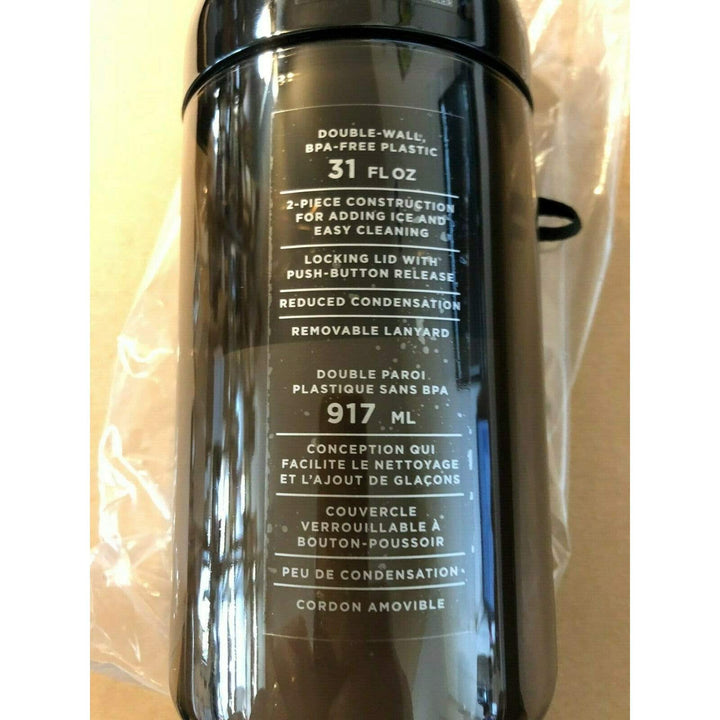 DOUBLE-WALL,
BPA-FREE PLASTIC
31 FL OZ
2-PIECE CONSTRUCTION
FOR ADDING ICE AND
EASY CLEANING
LOCKING LID WITH
PUSH-BUTTON RELEASE
REDUCED CONDENSATION
REMOVABLE LANYARD
DOUBLE PAROI
PLASTIQUE SANS BPA
917 ML
CONCEPTION QUI
FACILITE LE NETTOYAGE
ET L'AJOUT DE GLAÇONS
COUVERCLE
VERROUILLABLE À
BOUTON-POUSSOIR
PEU DE CONDENSATION
CORDON AMOVIBLE